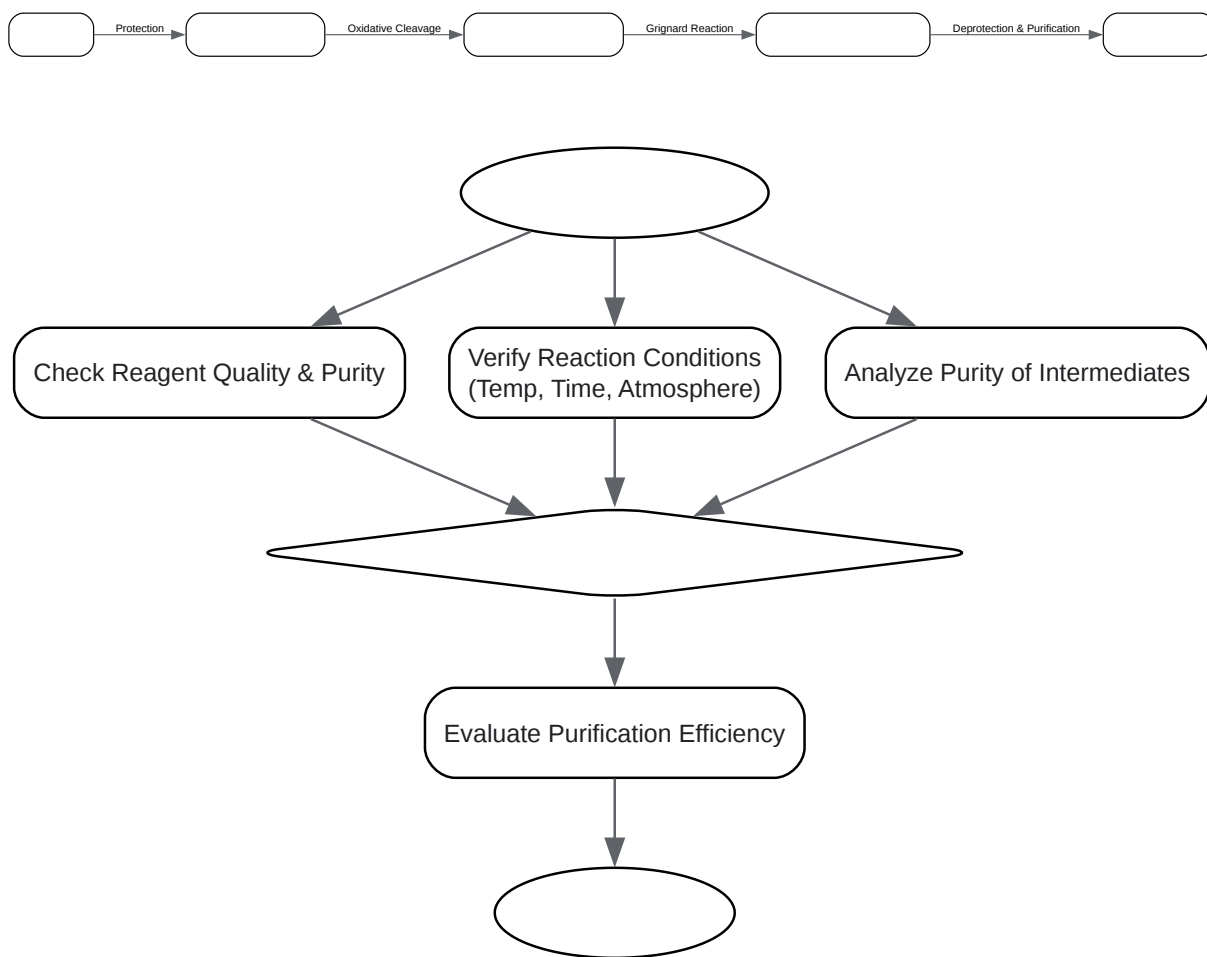 Protection
Oxidative Cleavage
Grignard Reaction
Deprotection & Purification
Check Reagent Quality & Purity
Verify Reaction Conditions
(Temp, Time, Atmosphere)
Analyze Purity of Intermediates
Evaluate Purification Efficiency